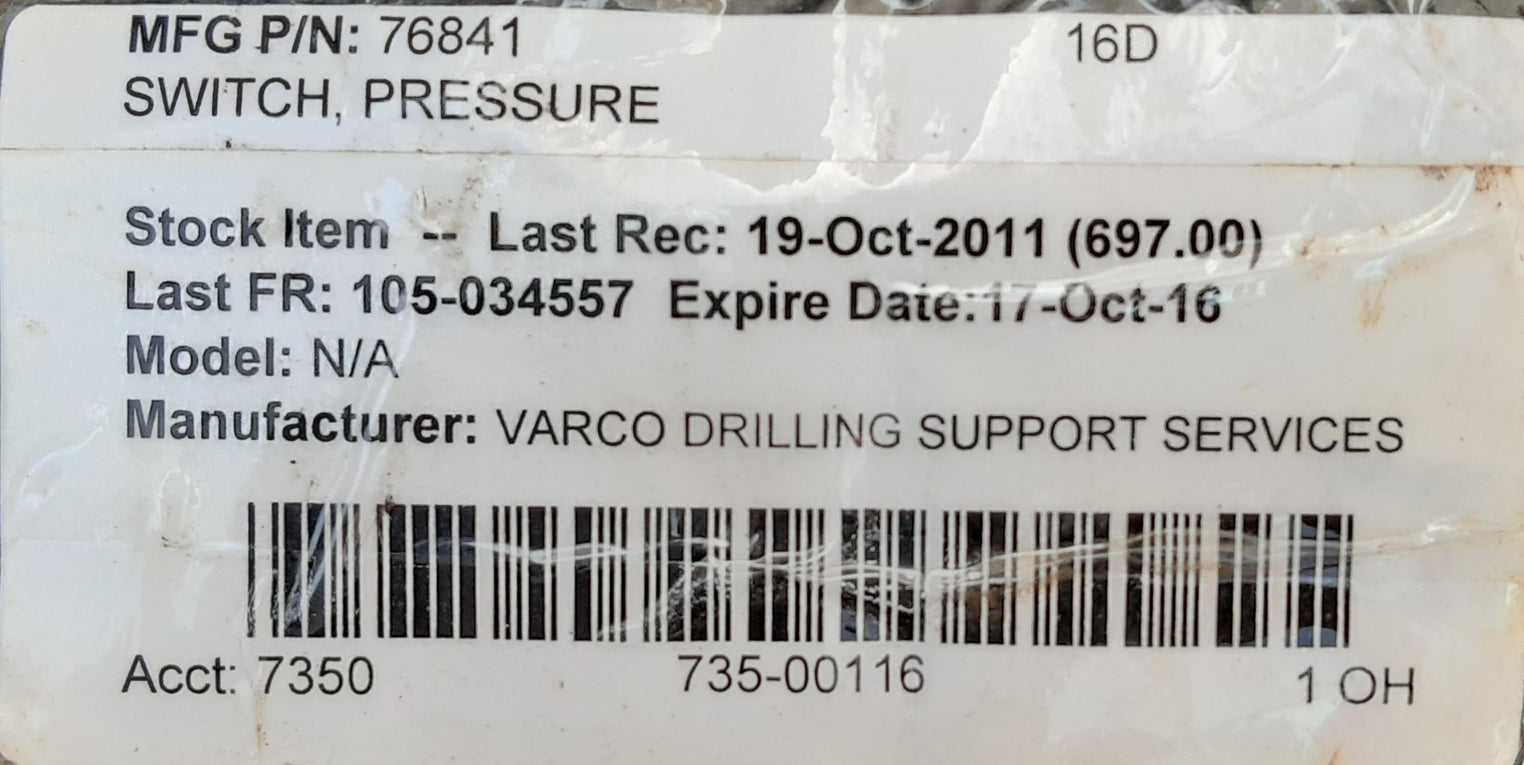 MFG P/N: 76841 16D
SWITCH, PRESSURE
Stock Item -- Last Rec: 19-Oct-2011 (697.00)
Last FR: 105-034557 Expire Date:17-Oct-16
Model: N/A
Manufacturer: VARCO DRILLING SUPPORT SERVICES
Acct: 7350 735-00116 1 OH